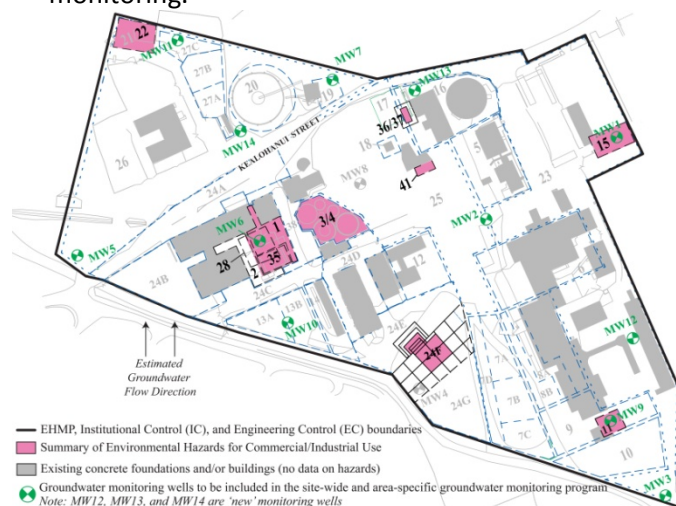 monitoring.
22
MW11
27C
27B
27A
20
19
MW7
MW13
17
16
36/37
18
MW14
26
KEALOHANUI STREET
MW8
41
5
15
MW1
23
25
24A
MW6
1
3/4
MW2
MW5
28
2
35
24B
24C
24D
12
6
13A
13B
MW10
24E
24F
MW12
MW4
7A
24G
7B
8B
7C
9
MW9
11
10
MW3
Estimated
Groundwater
Flow Direction
EHMP, Institutional Control (IC), and Engineering Control (EC) boundaries
Summary of Environmental Hazards for Commercial/Industrial Use
Existing concrete foundations and/or buildings (no data on hazards)
Groundwater monitoring wells to be included in the site-wide and area-specific groundwater monitoring program
Note: MW12, MW13, and MW14 are 'new' monitoring wells